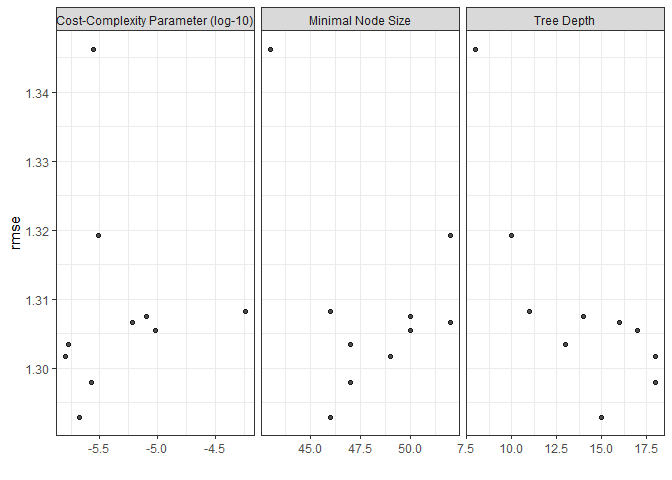 Cost-Complexity Parameter (log-10) Minimal Node Size Tree Depth
1.34
1.33
1.32
1.31
1.30
rmse
-5.5 -5.0 -4.5 45.0 47.5 50.0 7.5 10.0 12.5 15.0 17.5